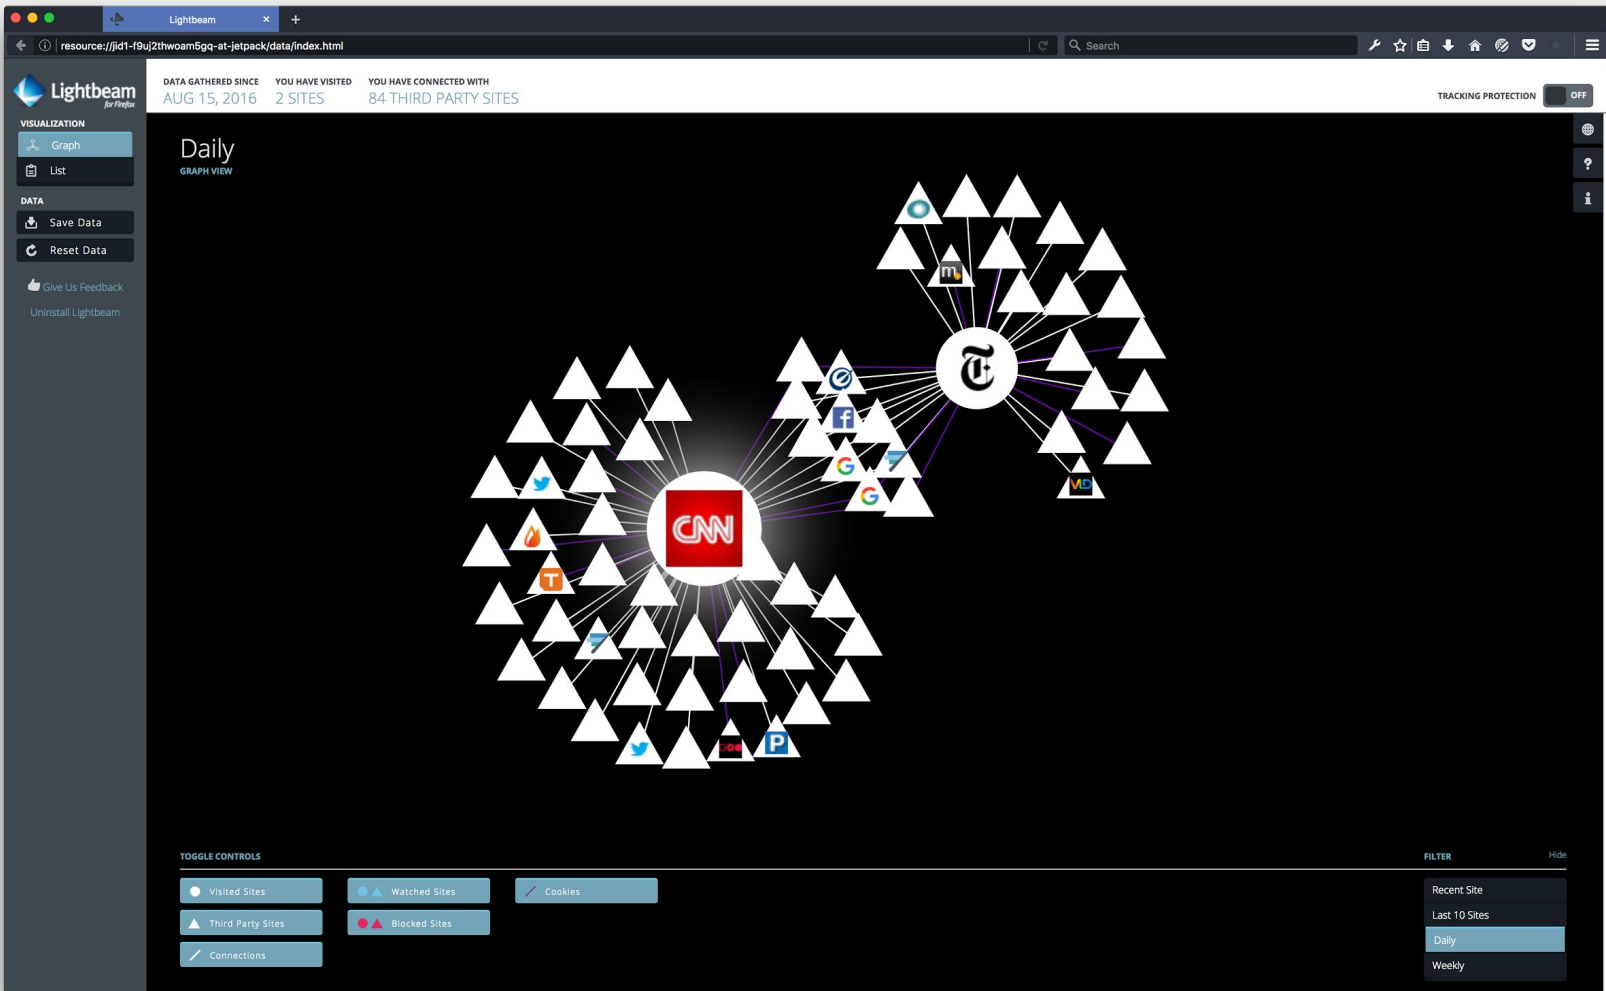 Lightbeam
resource://jid1-f9uj2thwoam5gq-at-jetpack/data/index.html
Search
Lightbeam
for Firefox
DATA GATHERED SINCE
AUG 15, 2016
YOU HAVE VISITED
2 SITES
YOU HAVE CONNECTED WITH
84 THIRD PARTY SITES
TRACKING PROTECTION
OFF
VISUALIZATION
Graph
List
DATA
Save Data
Reset Data
Give Us Feedback
Uninstall Lightbeam
Daily
GRAPH VIEW
m
T
f
G
G
VID
CNN
T
P
TOGGLE CONTROLS
Visited Sites
Watched Sites
Cookies
Third Party Sites
Blocked Sites
Connections
FILTER
Hide
Recent Site
Last 10 Sites
Daily
Weekly